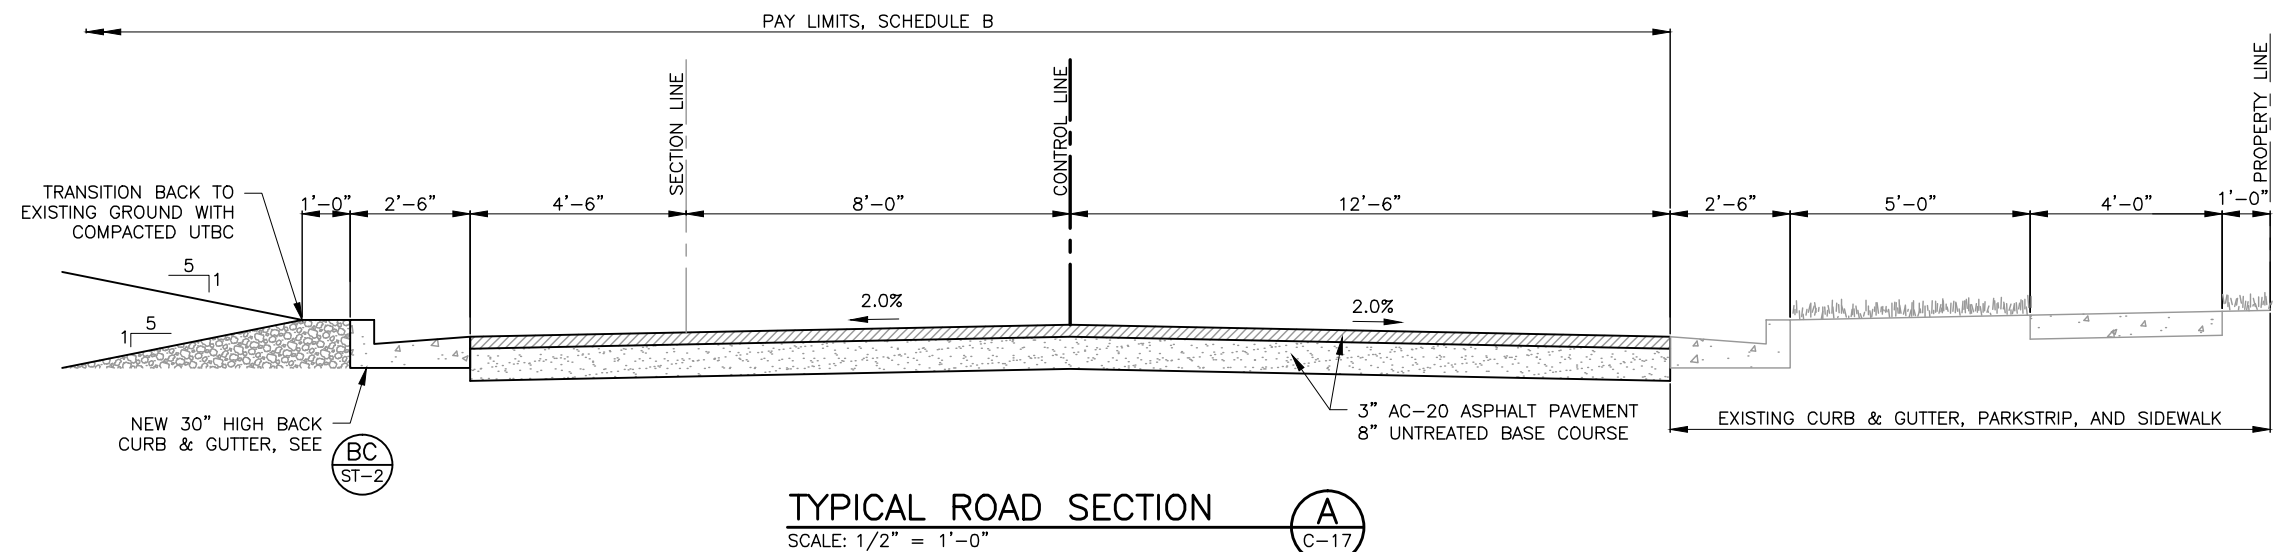 PAY LIMITS, SCHEDULE B
SECTION LINE
CONTROL LINE
PROPERTY LINE
TRANSITION BACK TO
EXISTING GROUND WITH
COMPACTED UTBC
1'-0"
2'-6"
4'-6"
8'-0"
12'-6"
2'-6"
5'-0"
4'-0"
1'-0"
5
1
1
5
2.0%
2.0%
NEW 30" HIGH BACK
CURB & GUTTER, SEE
BC
ST-2
3" AC-20 ASPHALT PAVEMENT
8" UNTREATED BASE COURSE
EXISTING CURB & GUTTER, PARKSTRIP, AND SIDEWALK
TYPICAL ROAD SECTION
SCALE: 1/2" = 1'-0"
A
C-17